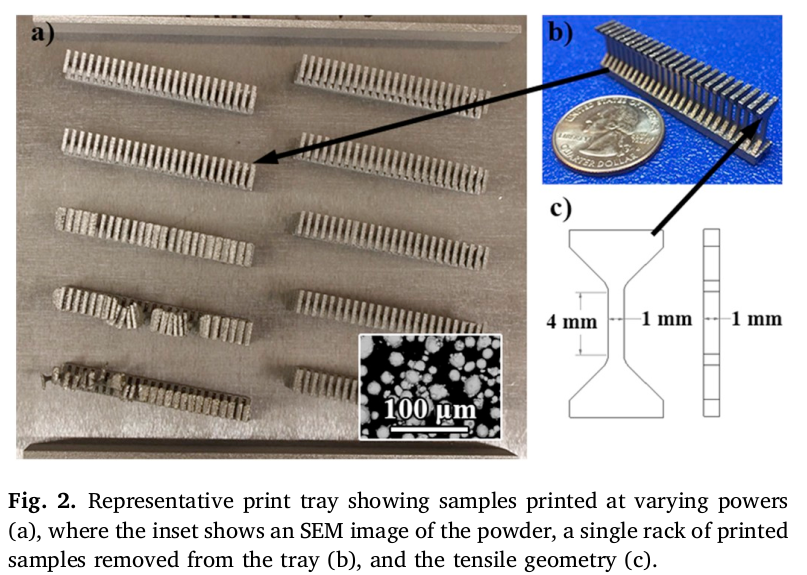 a)
b)
QUARTER DOLLAR
c)
4 mm
1 mm
1 mm
100 µm
Fig. 2. Representative print tray showing samples printed at varying powers
(a), where the inset shows an SEM image of the powder, a single rack of printed
samples removed from the tray (b), and the tensile geometry (c).